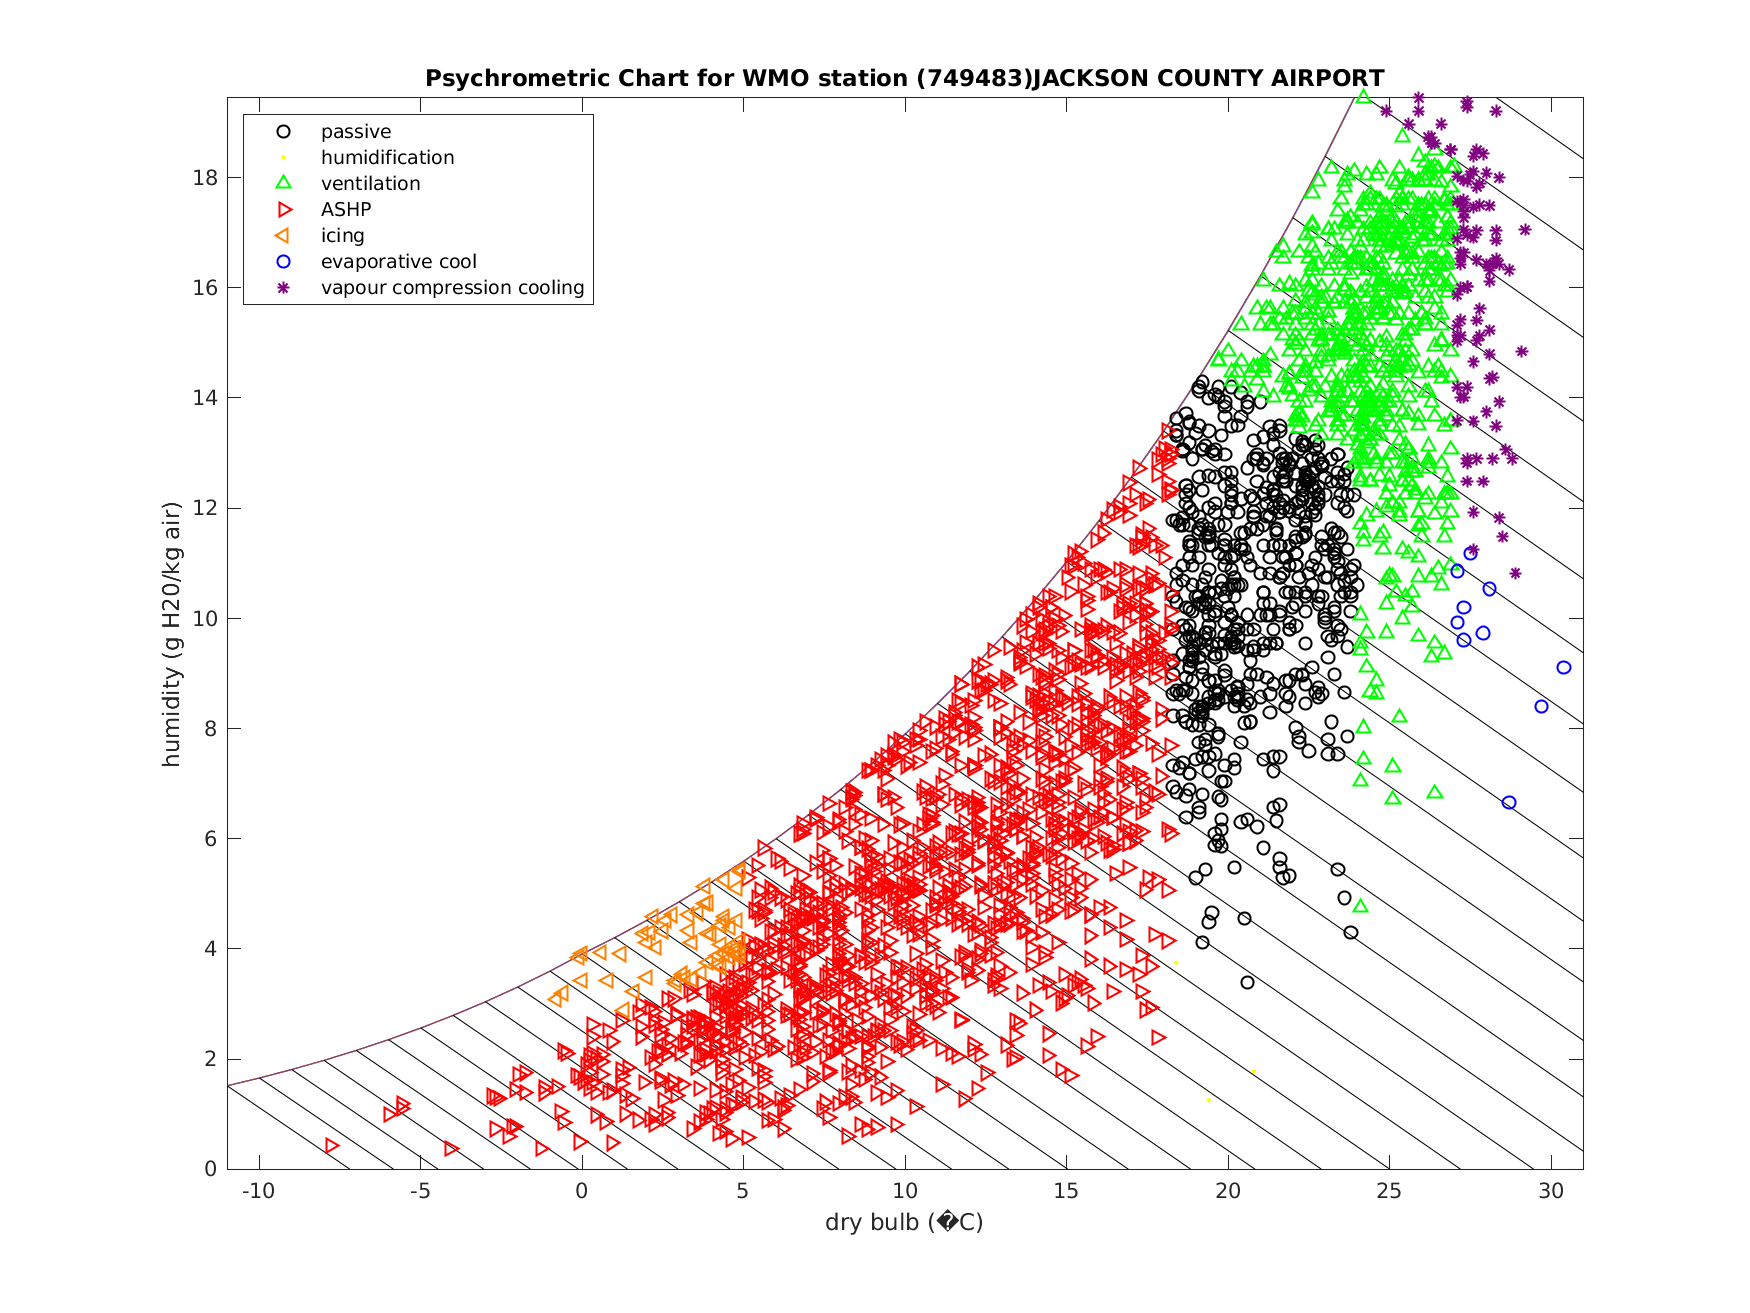 Psychrometric Chart for WMO station (749483)JACKSON COUNTY AIRPORT
passive
humidification
ventilation
ASHP
icing
evaporative cool
vapour compression cooling
humidity (g H20/kg air)
18
16
14
12
10
8
6
4
2
0
-10 -5 0 5 10 15 20 25 30
dry bulb (�C)